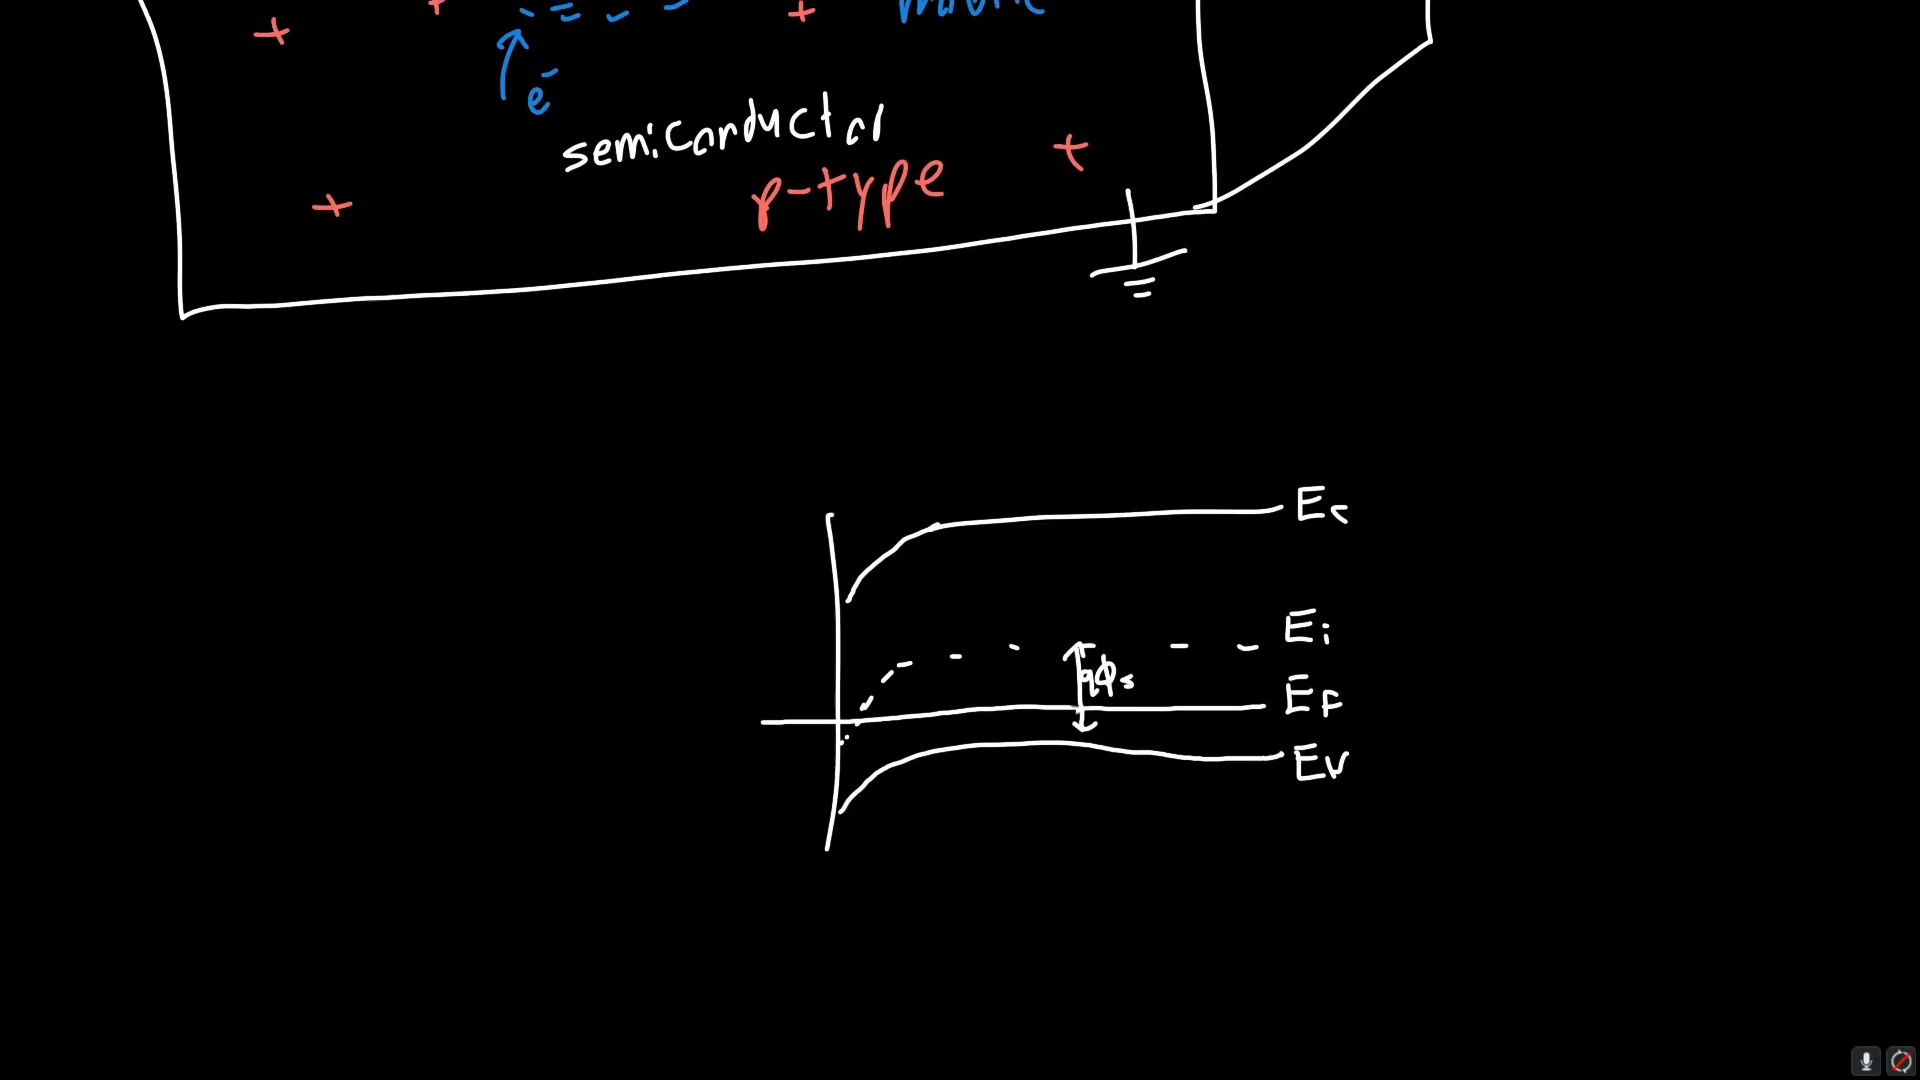 e⁻
semiconductor
p-type
Ec
Ei
qϕs
EF
Ev